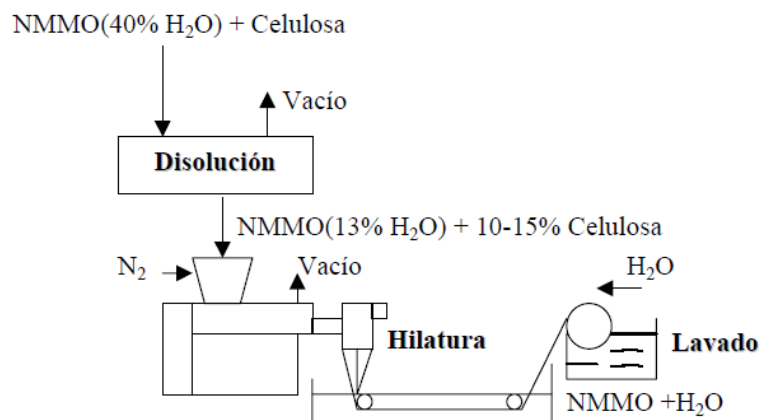 NMMO(40% H₂O) + Celulosa
Vacío
Disolución
NMMO(13% H₂O) + 10-15% Celulosa
N₂
Vacío
H₂O
Hilatura
Lavado
NMMO +H₂O